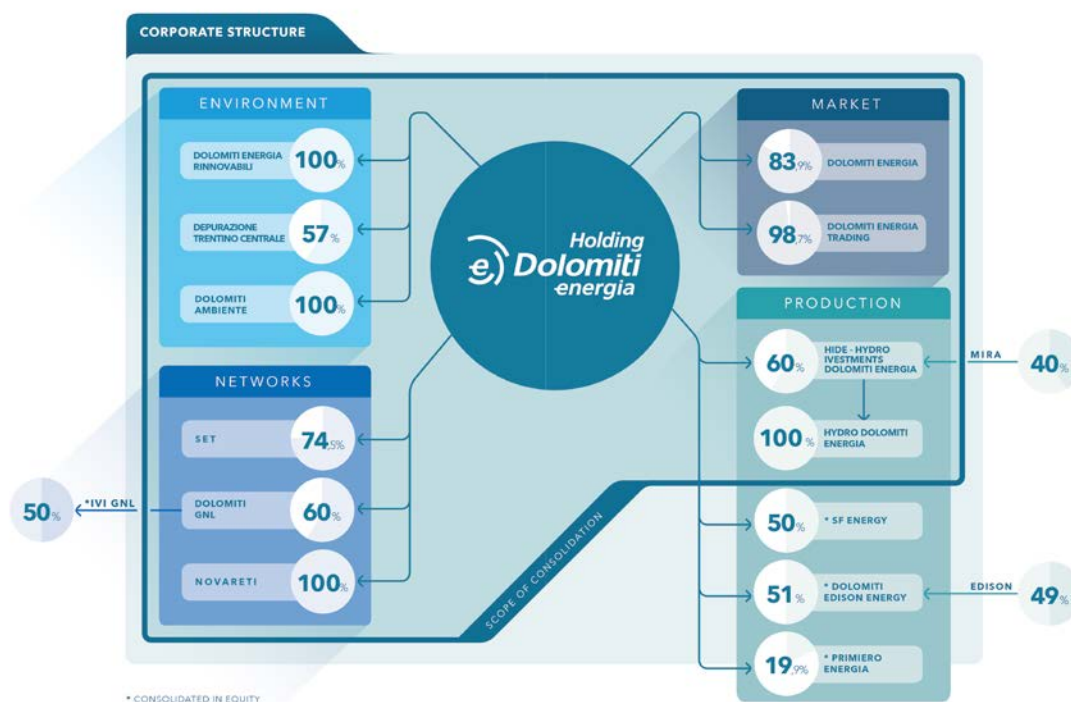 CORPORATE STRUCTURE
ENVIRONMENT
DOLOMITI ENERGIA
RINNOVABILI
100%
DEPURAZIONE
TRENTINO CENTRALE
57%
DOLOMITI
AMBIENTE
100%
NETWORKS
SET
74,5%
DOLOMITI
GNL
60%
*IVI GNL
50%
NOVARETI
100%
Holding
e) Dolomiti
energia
MARKET
83,9%
DOLOMITI ENERGIA
98,7%
DOLOMITI ENERGIA
TRADING
PRODUCTION
60%
HIDE - HYDRO
IVESTMENTS
DOLOMITI ENERGIA
MIRA
40%
100%
HYDRO DOLOMITI
ENERGIA
50%
* SF ENERGY
51%
* DOLOMITI
EDISON ENERGY
EDISON
49%
19,9%
* PRIMIERO
ENERGIA
SCOPE OF CONSOLIDATION
* CONSOLIDATED IN EQUITY